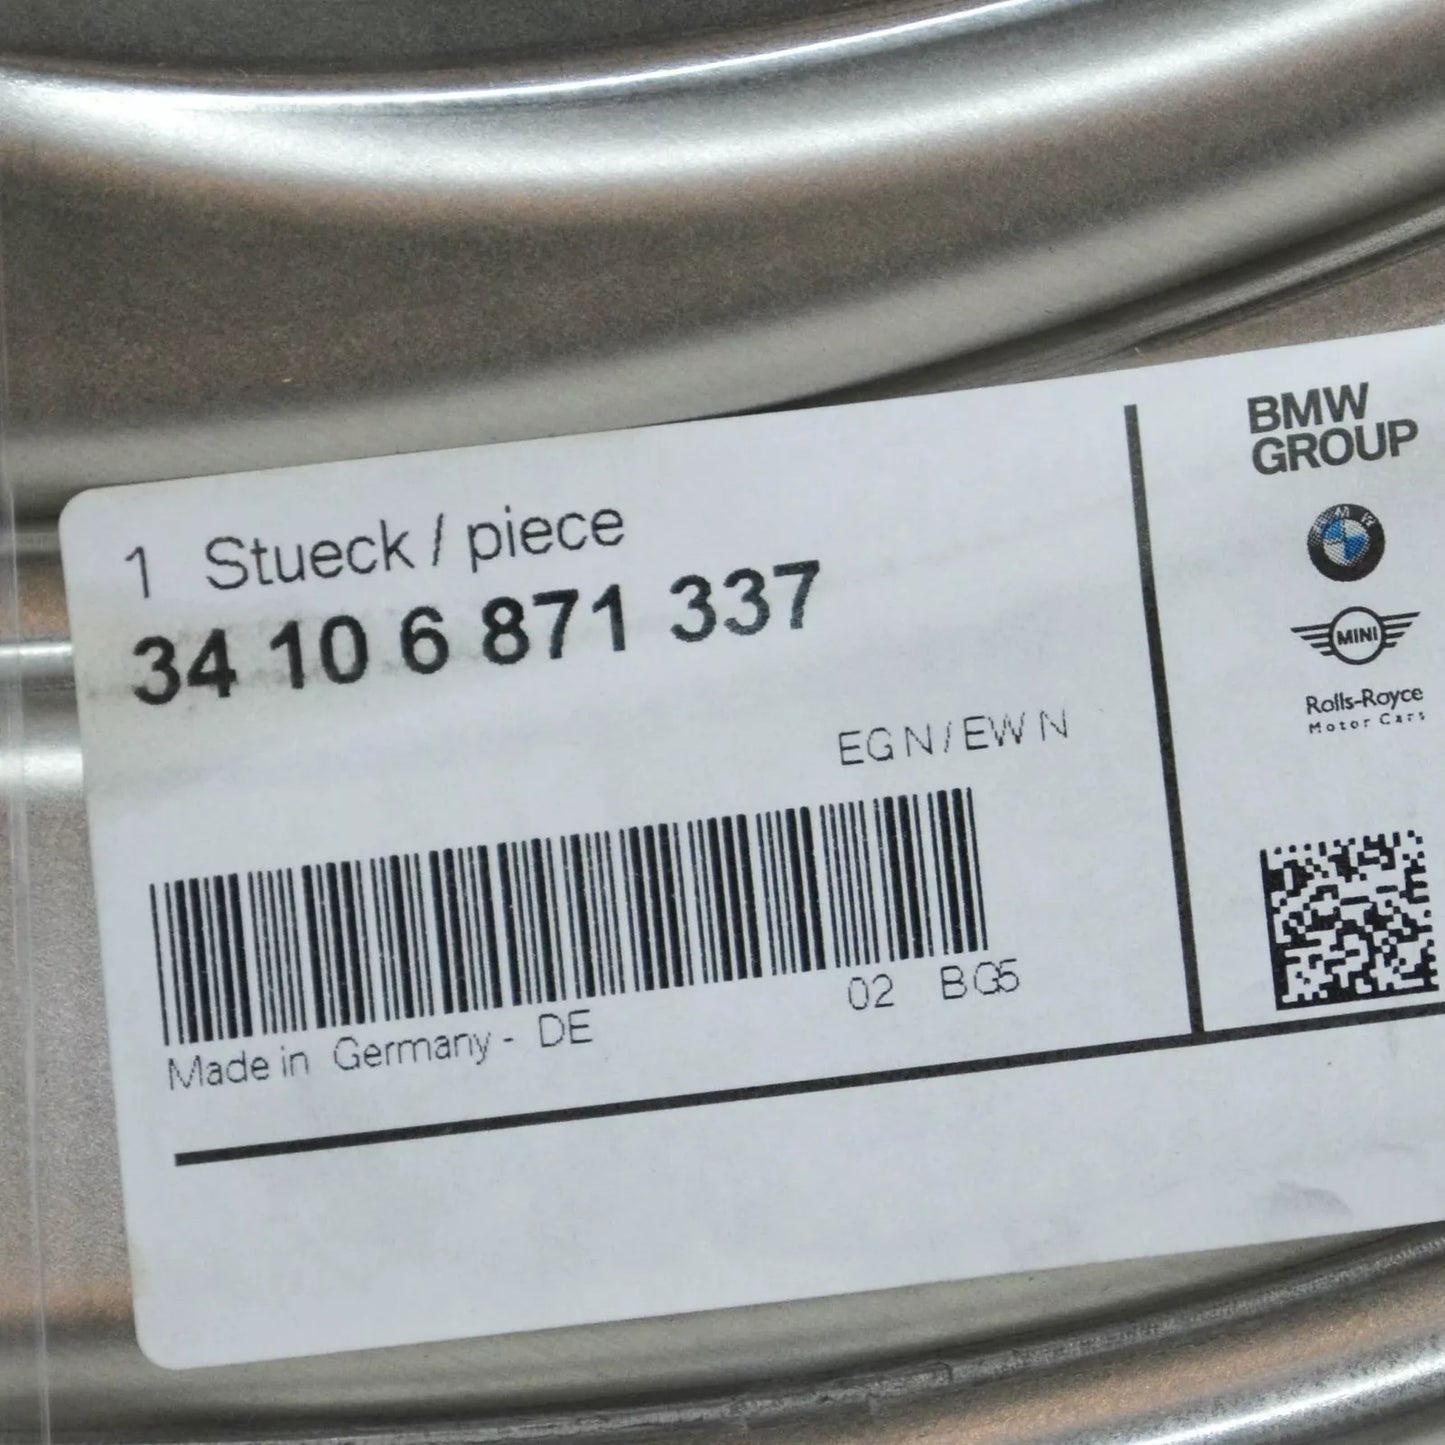 1 Stueck / piece
34 10 6 871 337
EG N / EW N
02 BG5
Made in Germany - DE
BMW
GROUP
MINI
Rolls-Royce
Motor Cars